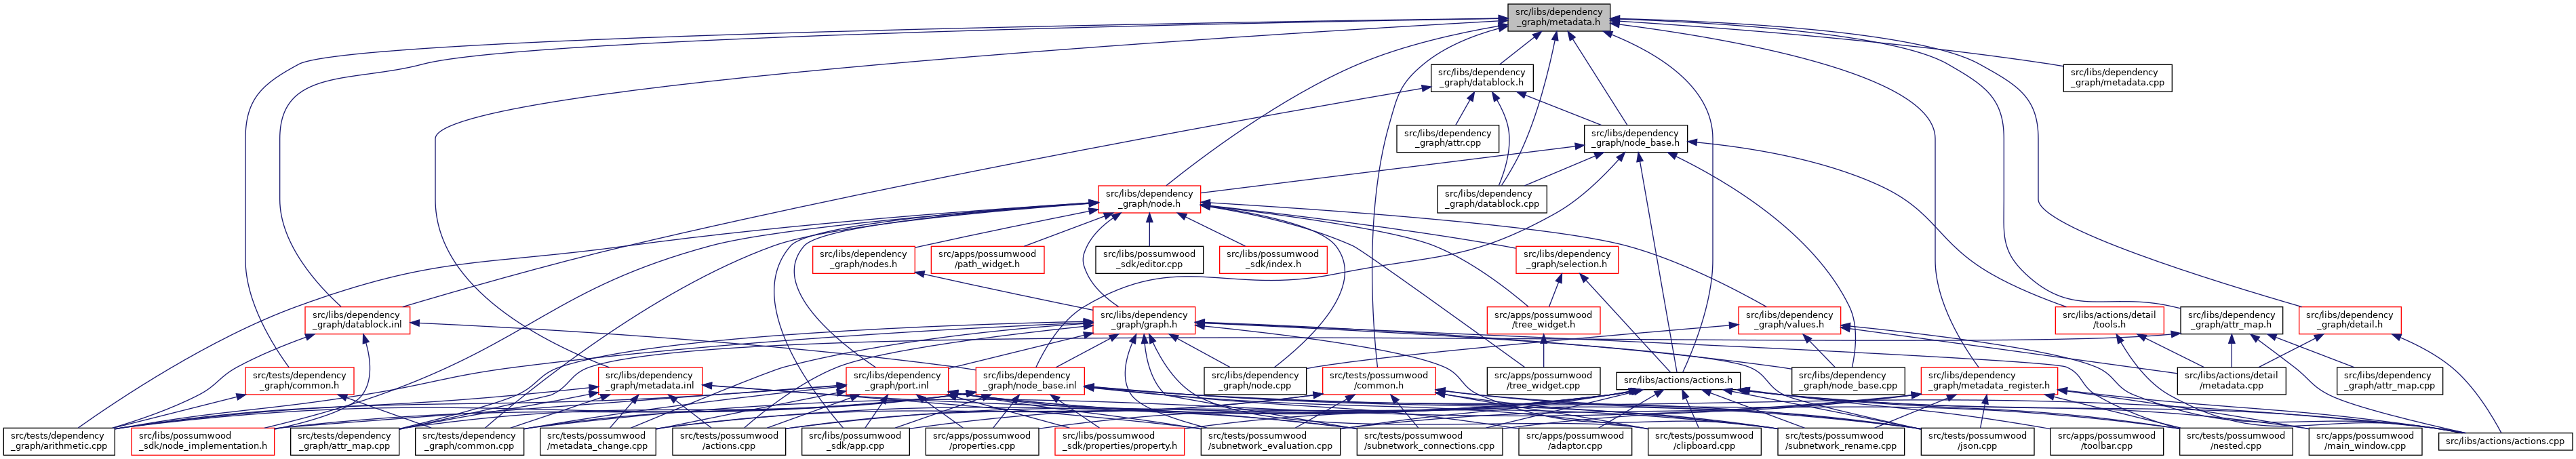 src/libs/dependency
_graph/metadata.h
src/libs/dependency
_graph/datablock.h
src/libs/dependency
_graph/metadata.cpp
src/libs/dependency
_graph/attr.cpp
src/libs/dependency
_graph/node_base.h
src/libs/dependency
_graph/node.h
src/libs/dependency
_graph/datablock.cpp
src/libs/dependency
_graph/nodes.h
src/apps/possumwood
/path_widget.h
src/libs/possumwood
_sdk/editor.cpp
src/libs/possumwood
_sdk/index.h
src/libs/dependency
_graph/selection.h
src/libs/dependency
_graph/datablock.inl
src/libs/dependency
_graph/graph.h
src/apps/possumwood
/tree_widget.h
src/libs/dependency
_graph/values.h
src/libs/actions/detail
/tools.h
src/libs/dependency
_graph/attr_map.h
src/libs/dependency
_graph/detail.h
src/tests/dependency
_graph/common.h
src/libs/dependency
_graph/metadata.inl
src/libs/dependency
_graph/port.inl
src/libs/dependency
_graph/node_base.inl
src/libs/dependency
_graph/node.cpp
src/tests/possumwood
/common.h
src/apps/possumwood
/tree_widget.cpp
src/libs/actions/actions.h
src/libs/dependency
_graph/node_base.cpp
src/libs/dependency
_graph/metadata_register.h
src/libs/actions/detail
/metadata.cpp
src/libs/dependency
_graph/attr_map.cpp
src/tests/dependency
_graph/arithmetic.cpp
src/libs/possumwood
_sdk/node_implementation.h
src/tests/dependency
_graph/attr_map.cpp
src/tests/dependency
_graph/common.cpp
src/tests/possumwood
/metadata_change.cpp
src/tests/possumwood
/actions.cpp
src/libs/possumwood
_sdk/app.cpp
src/apps/possumwood
/properties.cpp
src/libs/possumwood
_sdk/properties/property.h
src/tests/possumwood
/subnetwork_evaluation.cpp
src/tests/possumwood
/subnetwork_connections.cpp
src/apps/possumwood
/adaptor.cpp
src/tests/possumwood
/clipboard.cpp
src/tests/possumwood
/subnetwork_rename.cpp
src/tests/possumwood
/json.cpp
src/apps/possumwood
/toolbar.cpp
src/tests/possumwood
/nested.cpp
src/apps/possumwood
/main_window.cpp
src/libs/actions/actions.cpp